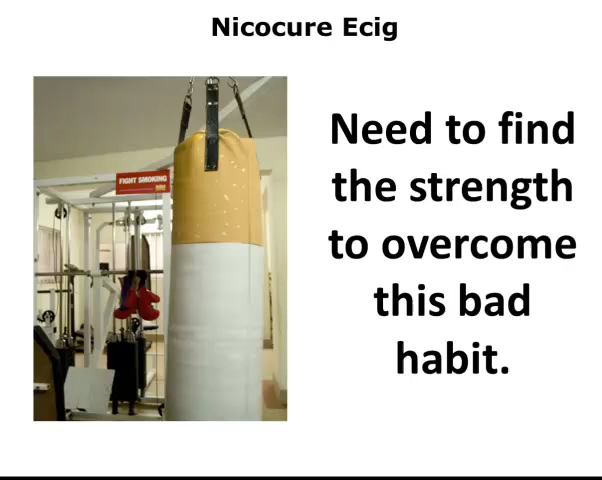 Nicocure Ecig
FIGHT SMOKING
Need to find
the strength
to overcome
this bad
habit.